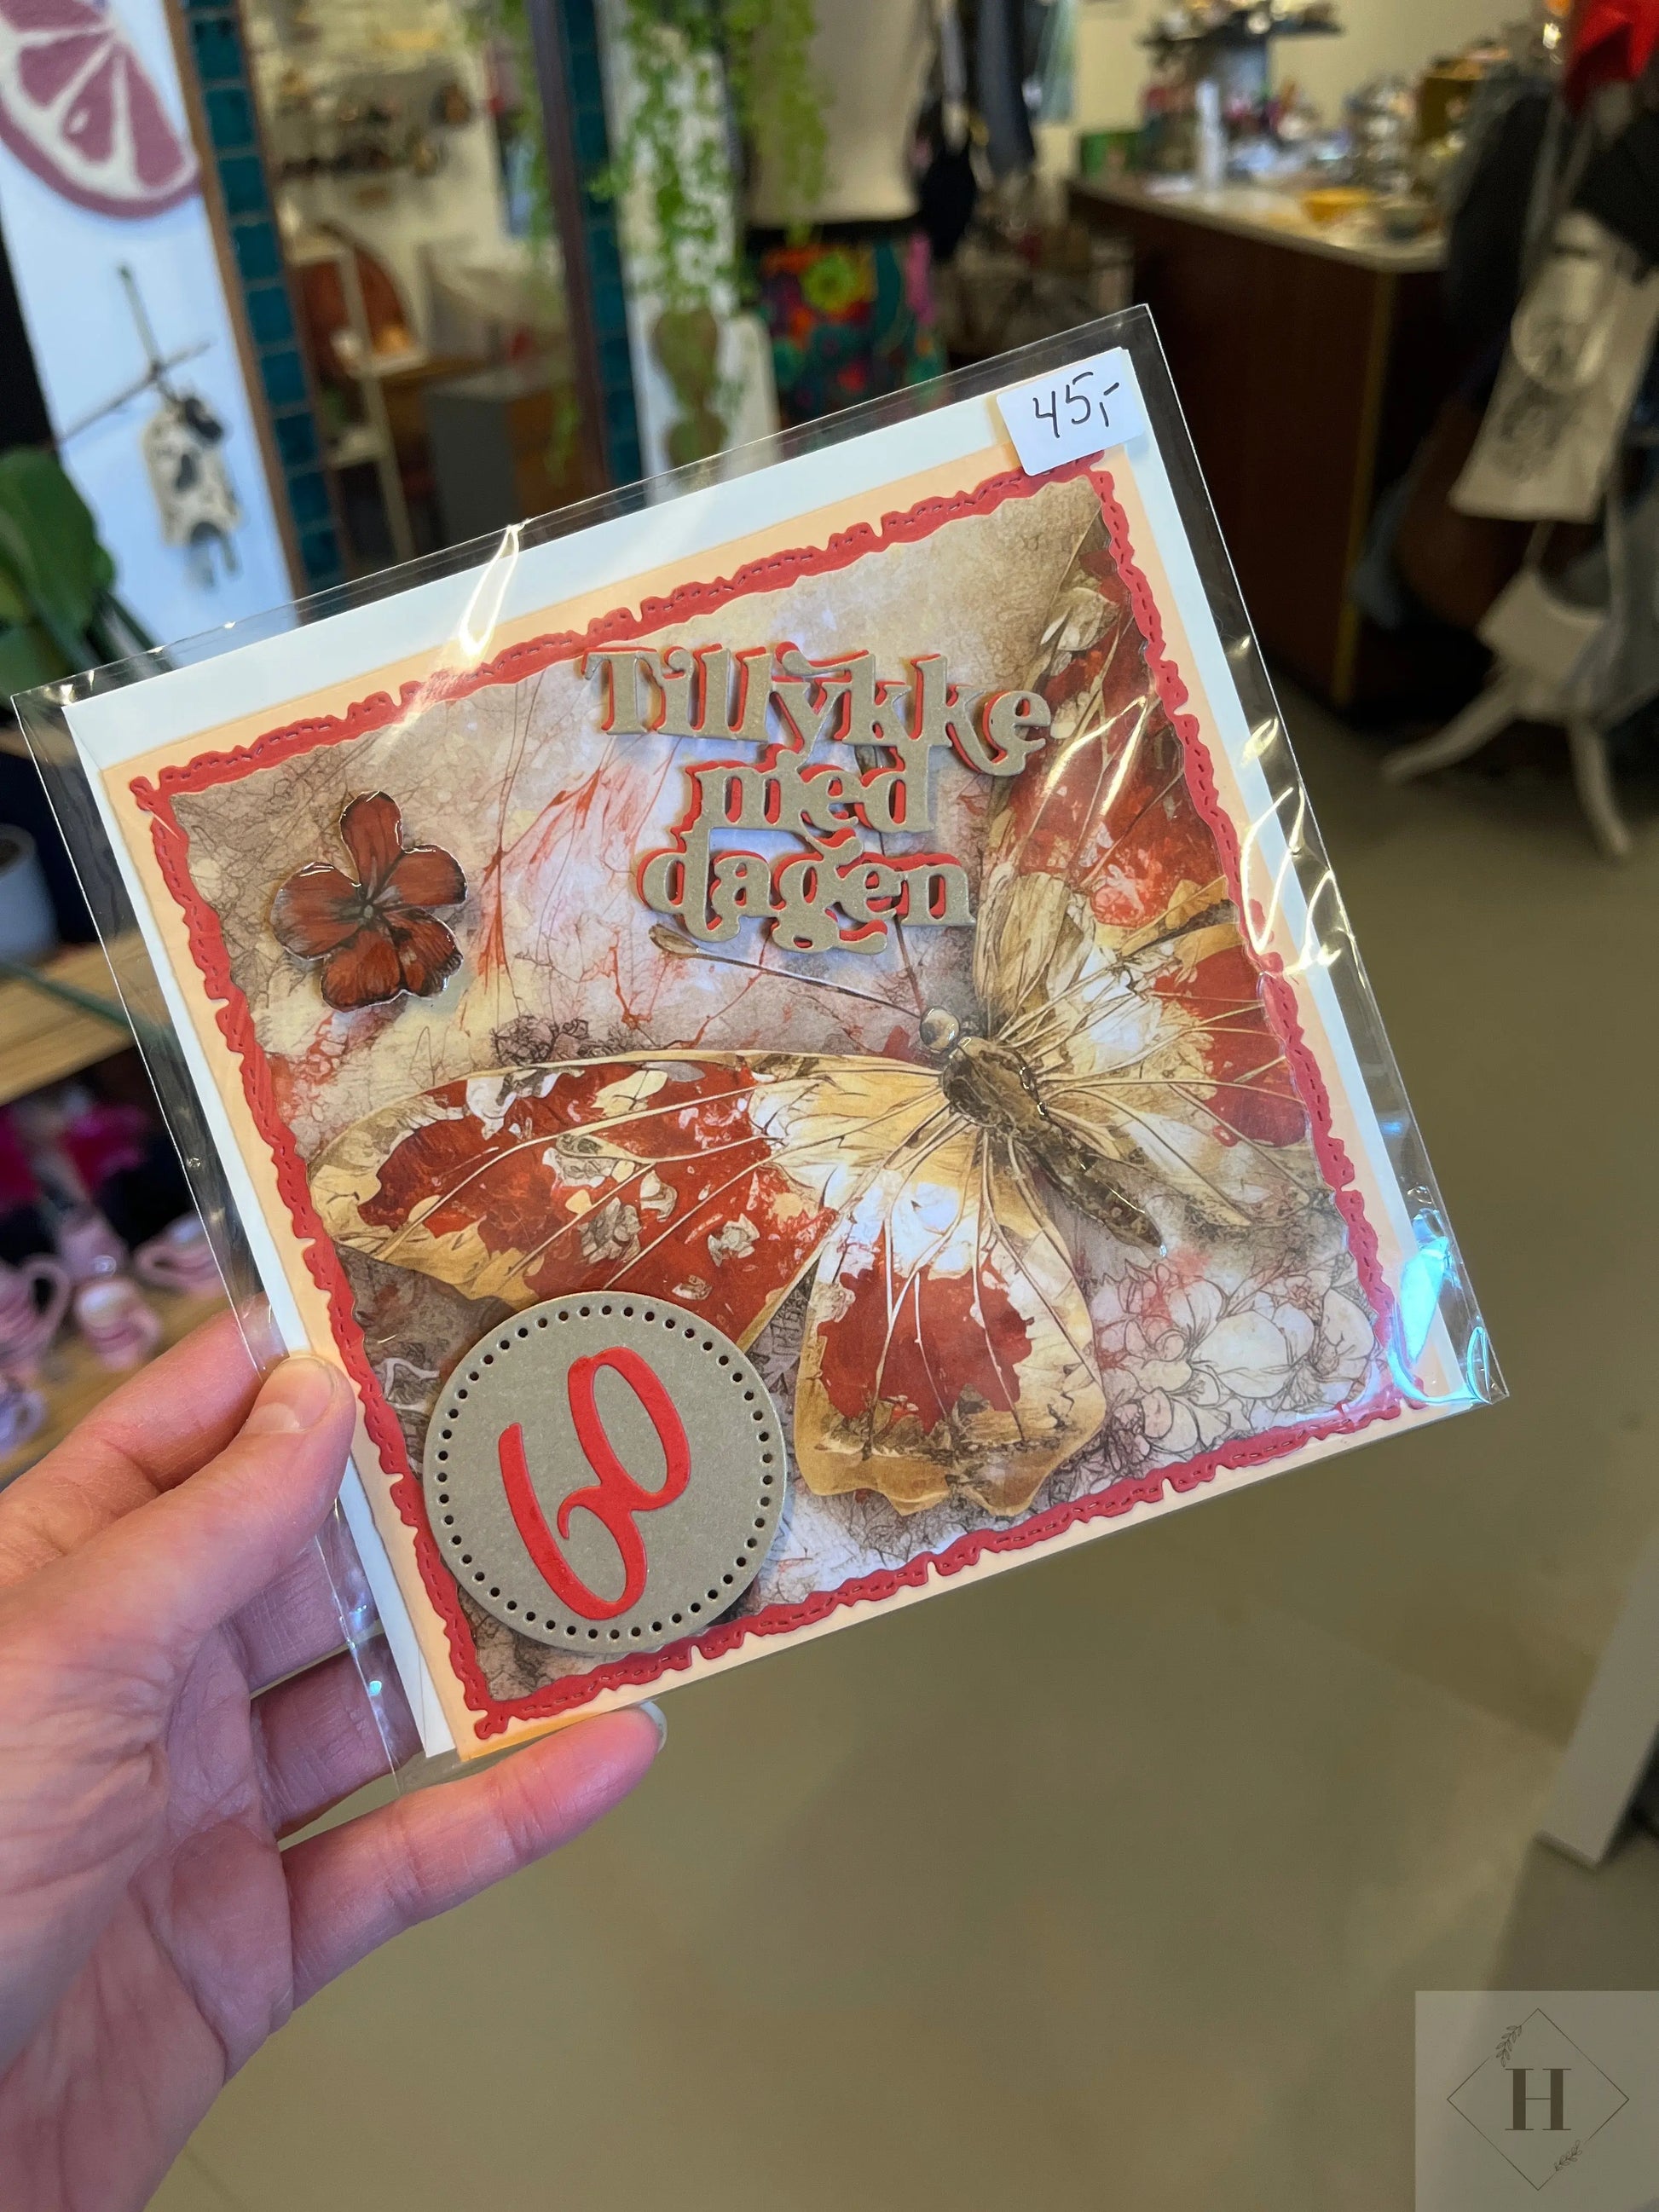 45,-
Tillykke
med
dagen
60
H